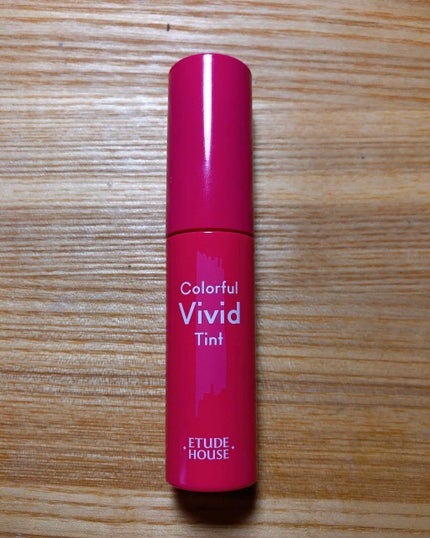 Colorful
Vivid
Tint
ETUDE
HOUSE